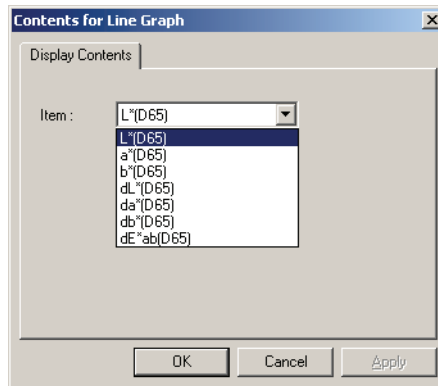 Contents for Line Graph
Display Contents
Item :
L*(D65)
L*(D65)
a*(D65)
b*(D65)
dL*(D65)
da*(D65)
db*(D65)
dE*ab(D65)
OK Cancel Apply